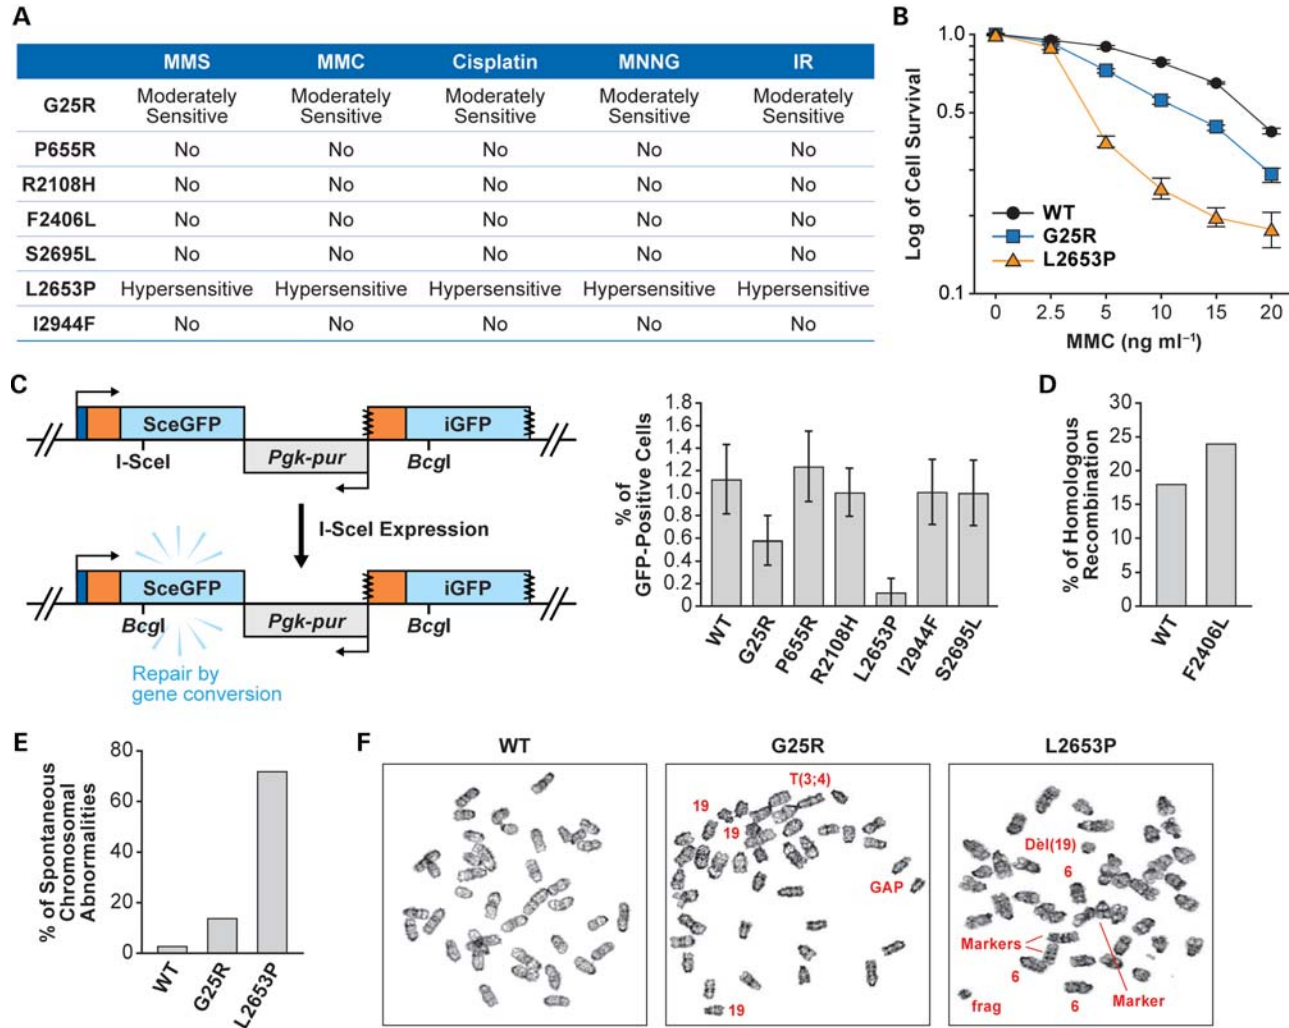 A
MMS MMC Cisplatin MNNG IR
G25R Moderately Sensitive Moderately Sensitive Moderately Sensitive Moderately Sensitive Moderately Sensitive
P655R No No No No No
R2108H No No No No No
F2406L No No No No No
S2695L No No No No No
L2653P Hypersensitive Hypersensitive Hypersensitive Hypersensitive Hypersensitive
I2944F No No No No No
B
Log of Cell Survival
1.0
0.5
0.1
WT
G25R
L2653P
0 2.5 5 10 15 20
MMC (ng ml⁻¹)
C
SceGFP iGFP
I-SceI Pgk-pur BcgI
I-SceI Expression
SceGFP iGFP
BcgI Pgk-pur BcgI
Repair by
gene conversion
% of
GFP-Positive Cells
1.8
1.6
1.4
1.2
1.0
0.8
0.6
0.4
0.2
0
WT G25R P655R R2108H L2653P I2944F S2695L
D
% of Homologous
Recombination
30
25
20
15
10
5
0
WT F2406L
E
% of Spontaneous
Chromosomal
Abnormalities
80
60
40
20
0
WT G25R L2653P
F
WT
G25R
T(3;4)
19
19
GAP
19
L2653P
Del(19)
6
Markers
6
6
Marker
frag